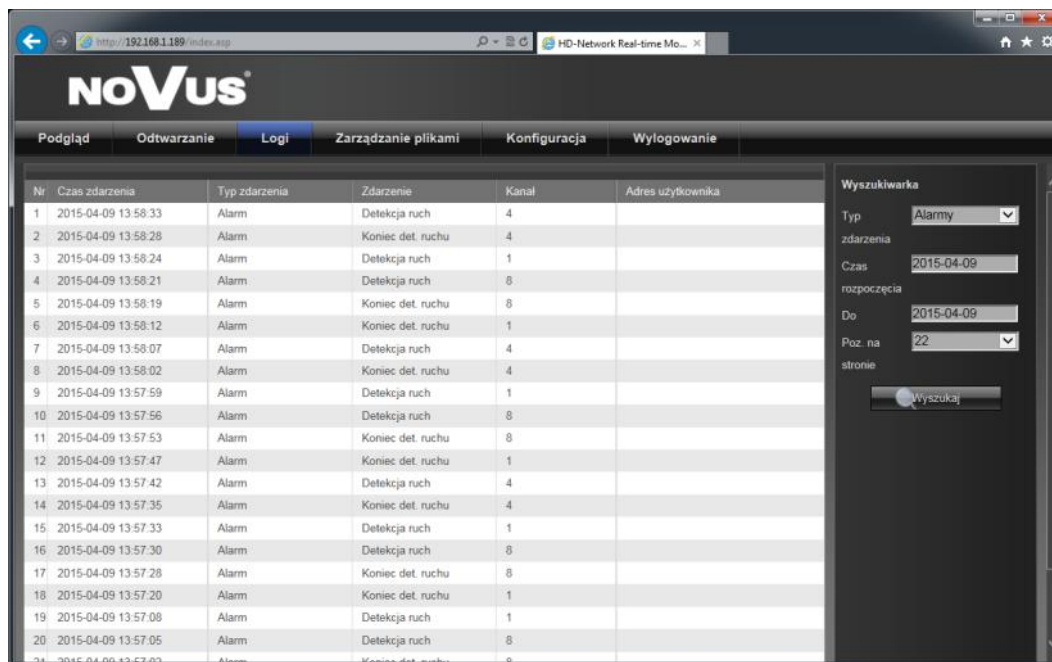 http://192.168.1.189/index.asp
HD-Network Real-time Mo...
NOVUS
Podgląd Odtwarzanie Logi Zarządzanie plikami Konfiguracja Wylogowanie
Nr Czas zdarzenia Typ zdarzenia Zdarzenie Kanał Adres użytkownika
1 2015-04-09 13:58:33 Alarm Detekcja ruch 4
2 2015-04-09 13:58:28 Alarm Koniec det. ruchu 4
3 2015-04-09 13:58:24 Alarm Detekcja ruch 1
4 2015-04-09 13:58:21 Alarm Detekcja ruch 8
5 2015-04-09 13:58:19 Alarm Koniec det. ruchu 8
6 2015-04-09 13:58:12 Alarm Koniec det. ruchu 1
7 2015-04-09 13:58:07 Alarm Detekcja ruch 4
8 2015-04-09 13:58:02 Alarm Koniec det. ruchu 4
9 2015-04-09 13:57:59 Alarm Detekcja ruch 1
10 2015-04-09 13:57:56 Alarm Detekcja ruch 8
11 2015-04-09 13:57:53 Alarm Koniec det. ruchu 8
12 2015-04-09 13:57:47 Alarm Koniec det. ruchu 1
13 2015-04-09 13:57:42 Alarm Detekcja ruch 4
14 2015-04-09 13:57:35 Alarm Koniec det. ruchu 4
15 2015-04-09 13:57:33 Alarm Detekcja ruch 1
16 2015-04-09 13:57:30 Alarm Detekcja ruch 8
17 2015-04-09 13:57:28 Alarm Koniec det. ruchu 8
18 2015-04-09 13:57:20 Alarm Koniec det. ruchu 1
19 2015-04-09 13:57:08 Alarm Detekcja ruch 1
20 2015-04-09 13:57:05 Alarm Detekcja ruch 8
Wyszukiwarka
Typ Alarmy
zdarzenia
Czas 2015-04-09
rozpoczęcia
Do 2015-04-09
Poz. na 22
stronie
Wyszukaj